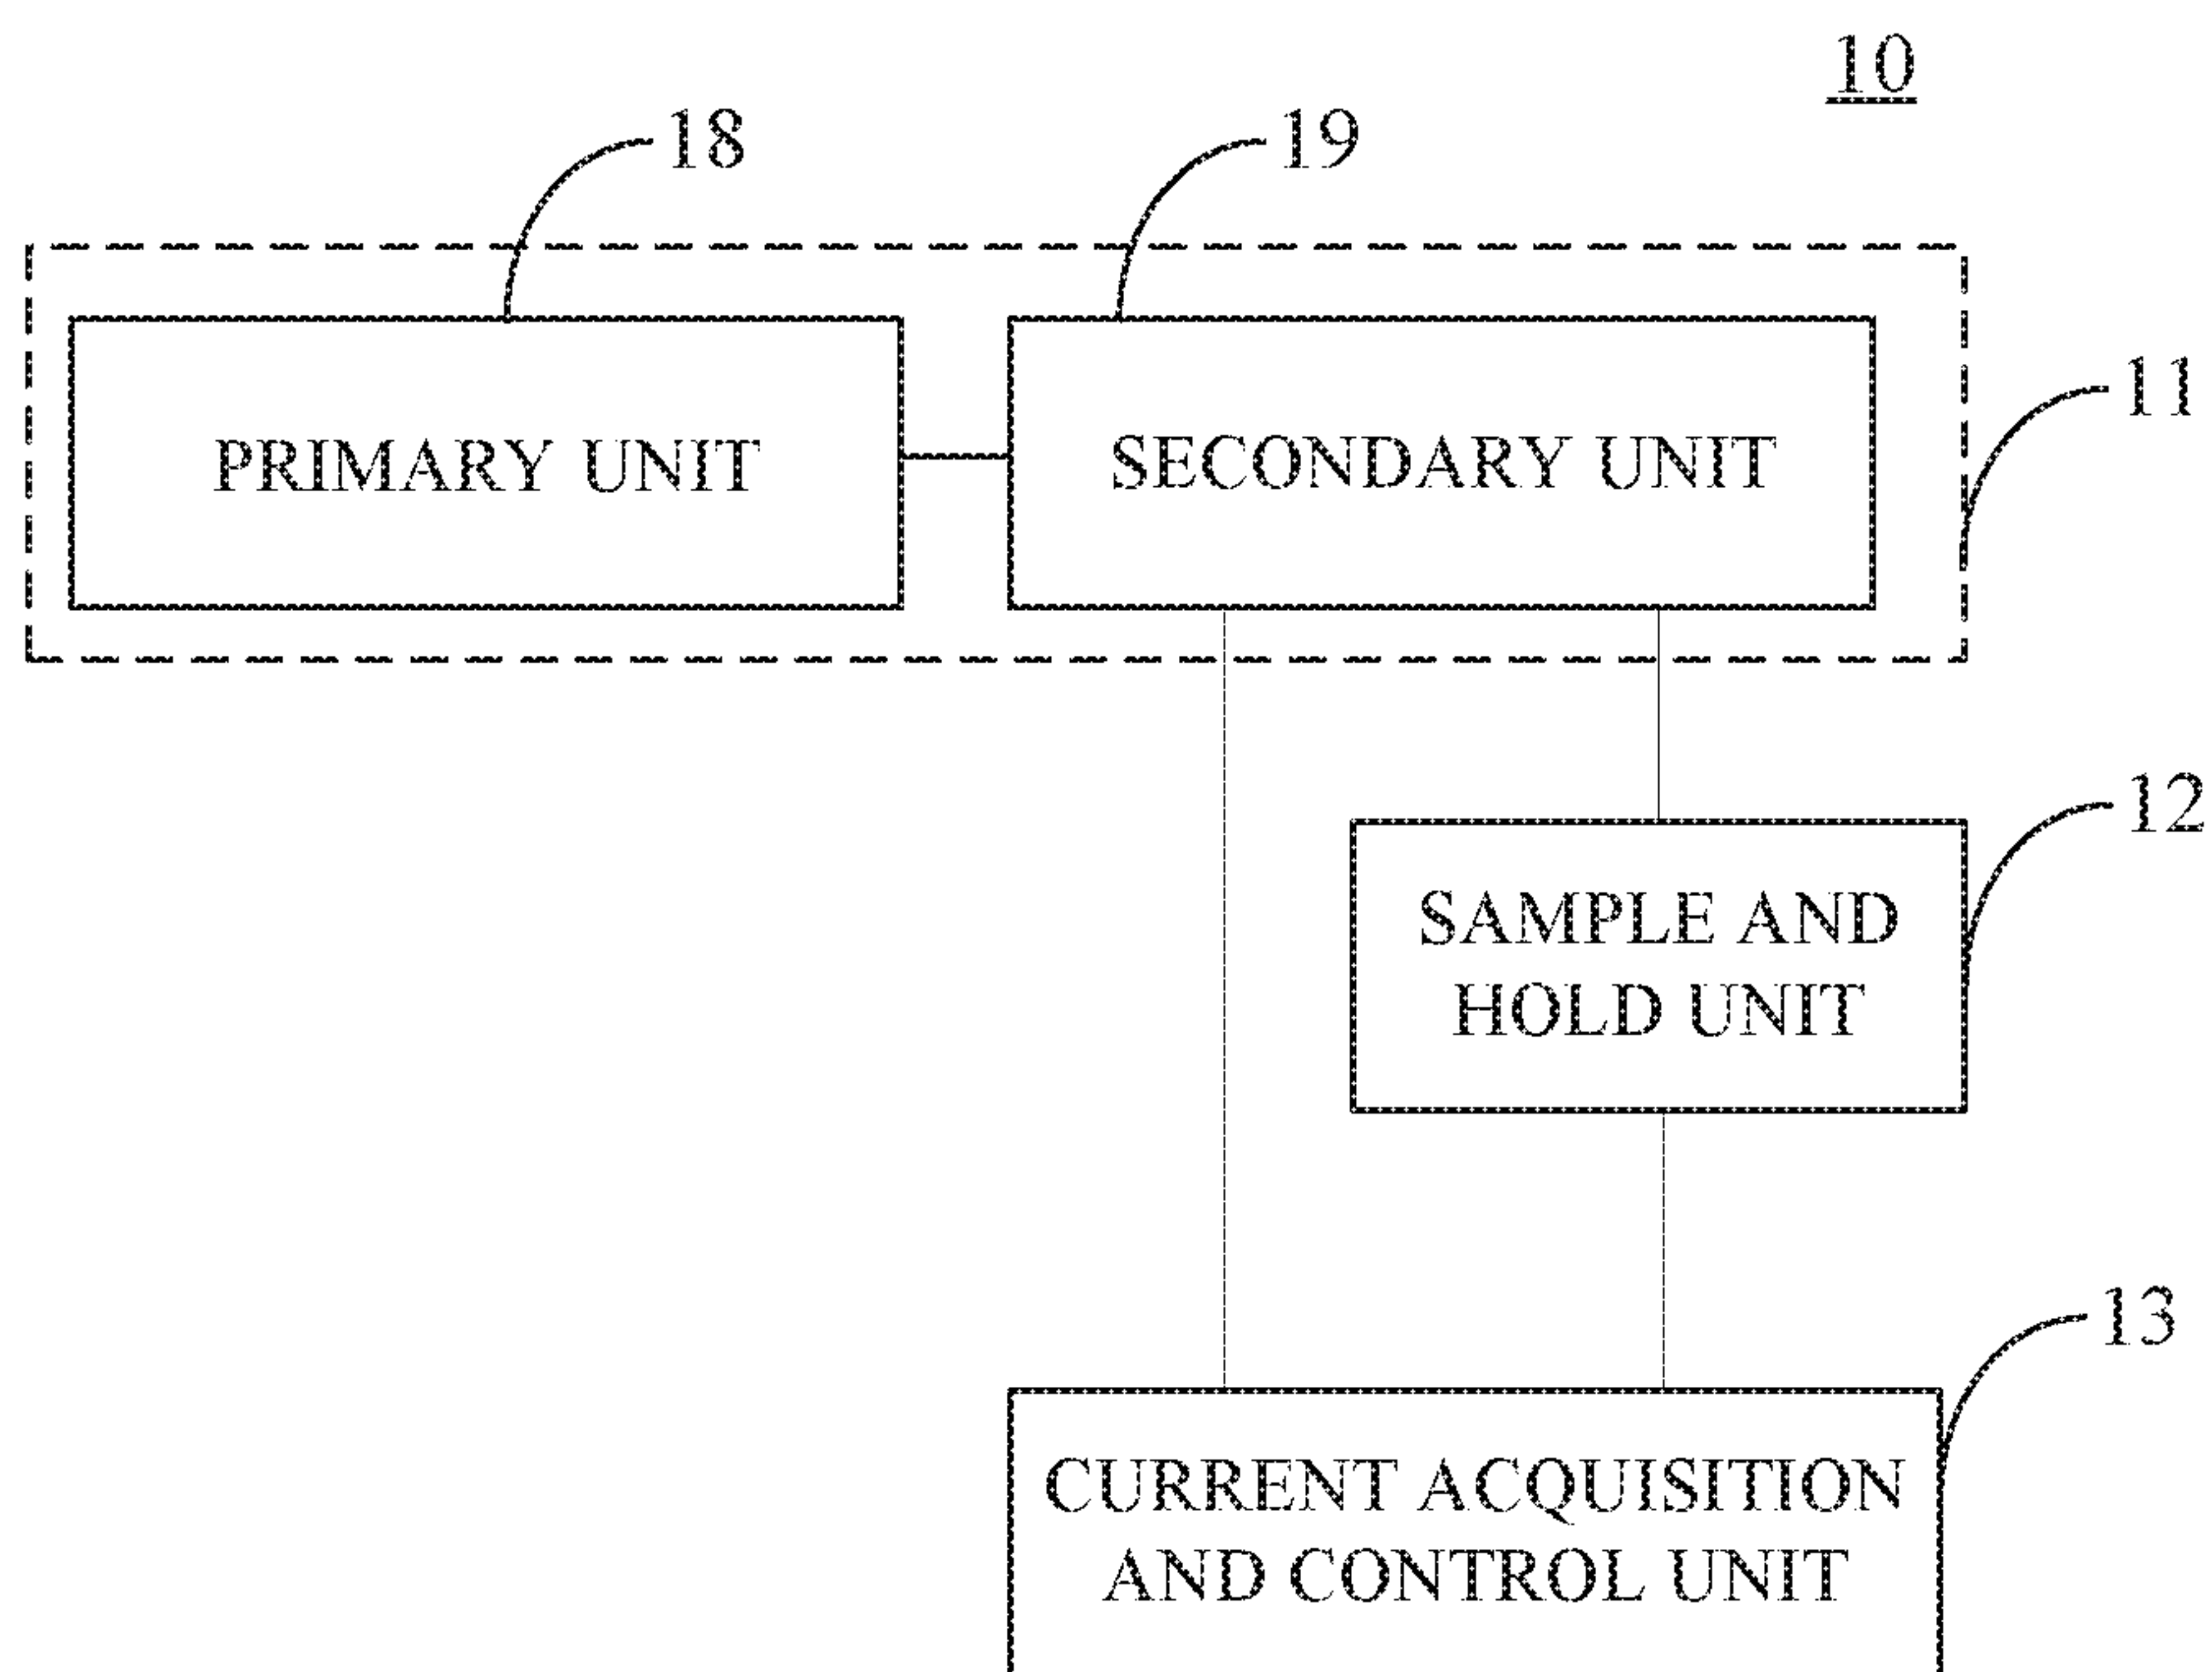 10
18
19
PRIMARY UNIT
SECONDARY UNIT
11
12
SAMPLE AND
HOLD UNIT
13
CURRENT ACQUISITION
AND CONTROL UNIT